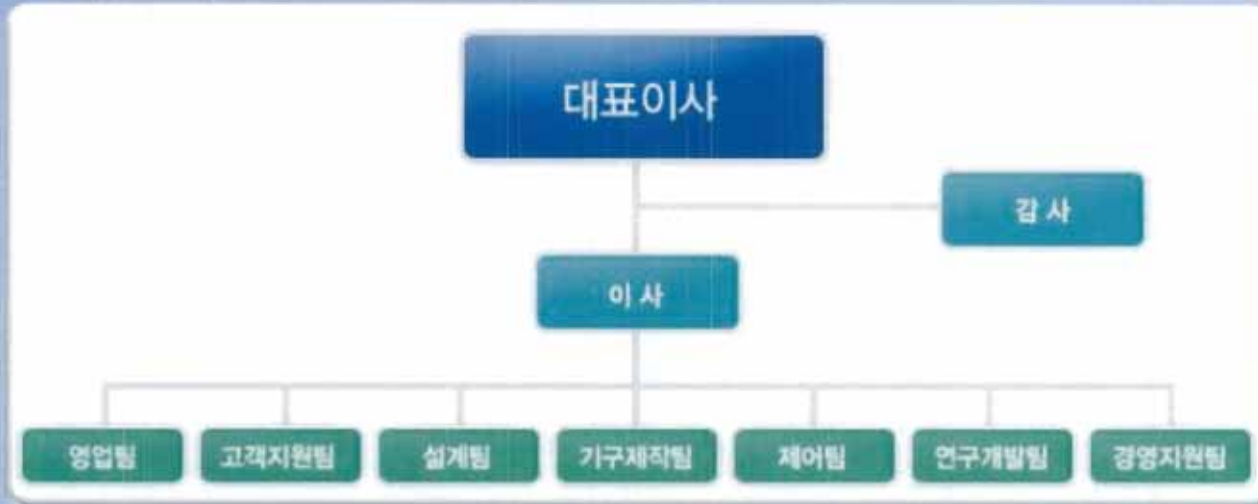 대표이사
감 사
이 사
영업팀
고객지원팀
설계팀
기구제작팀
제어팀
연구개발팀
경영지원팀